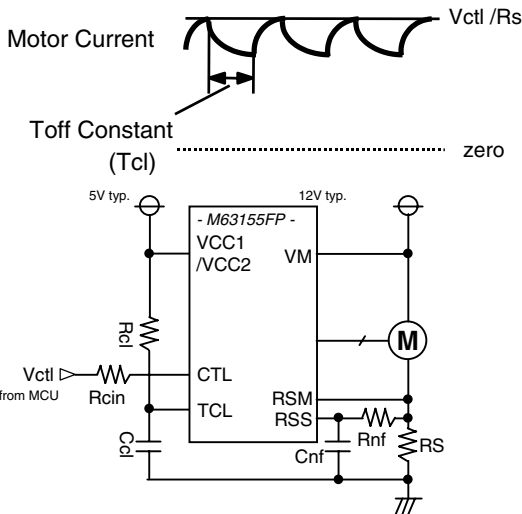 Motor Current
Vctl /Rs
Toff Constant
(Tcl)
zero
5V typ.
12V typ.
- M63155FP -
VCC1
/VCC2
VM
Rcl
M
Vctl
from MCU
Rcin
CTL
TCL
RSM
RSS
Ccl
Cnf
Rnf
RS